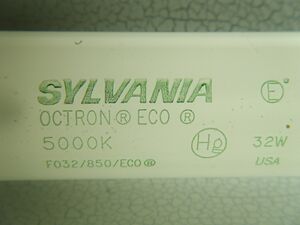 SYLVANIA E
OCTRON® ECO ®
5000K Hg 32W
FO32/850/ECO® USA